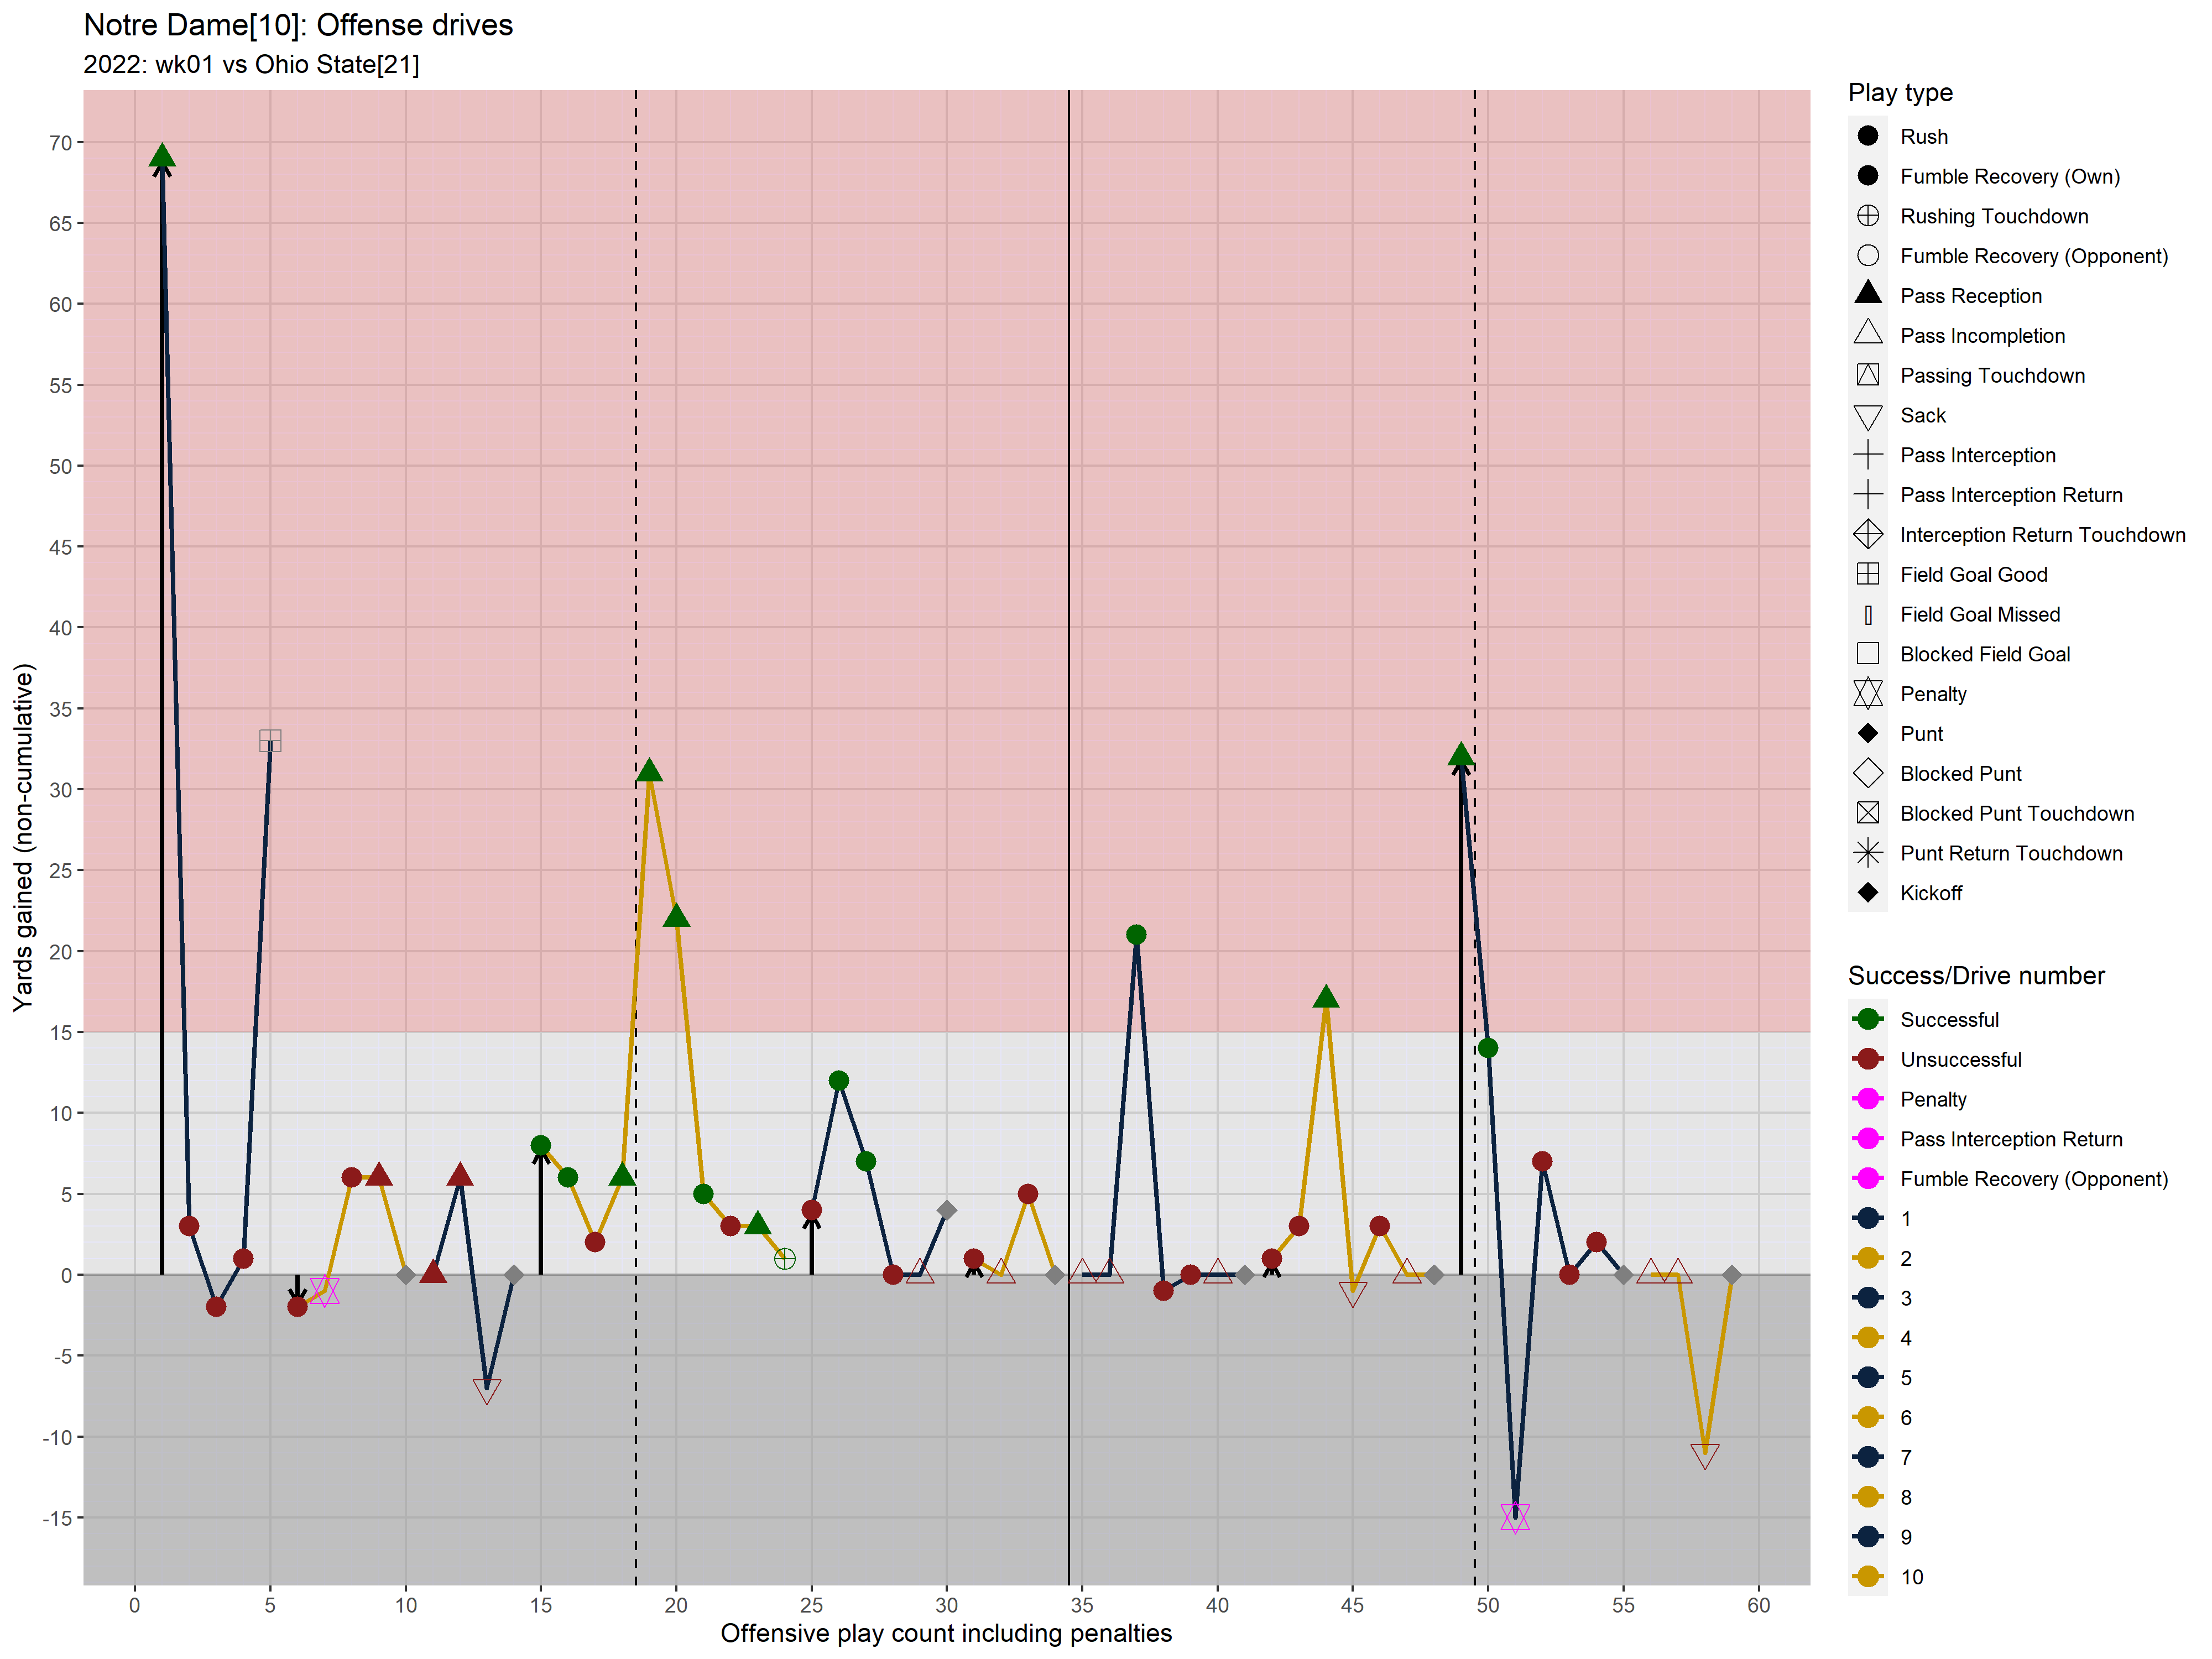 Notre Dame[10]: Offense drives
2022: wk01 vs Ohio State[21]
Yards gained (non-cumulative)
70
65
60
55
50
45
40
35
30
25
20
15
10
5
0
-5
-10
-15
0 5 10 15 20 25 30 35 40 45 50 55 60
Offensive play count including penalties
Play type
Rush
Fumble Recovery (Own)
Rushing Touchdown
Fumble Recovery (Opponent)
Pass Reception
Pass Incompletion
Passing Touchdown
Sack
Pass Interception
Pass Interception Return
Interception Return Touchdown
Field Goal Good
Field Goal Missed
Blocked Field Goal
Penalty
Punt
Blocked Punt
Blocked Punt Touchdown
Punt Return Touchdown
Kickoff
Success/Drive number
Successful
Unsuccessful
Penalty
Pass Interception Return
Fumble Recovery (Opponent)
1
2
3
4
5
6
7
8
9
10